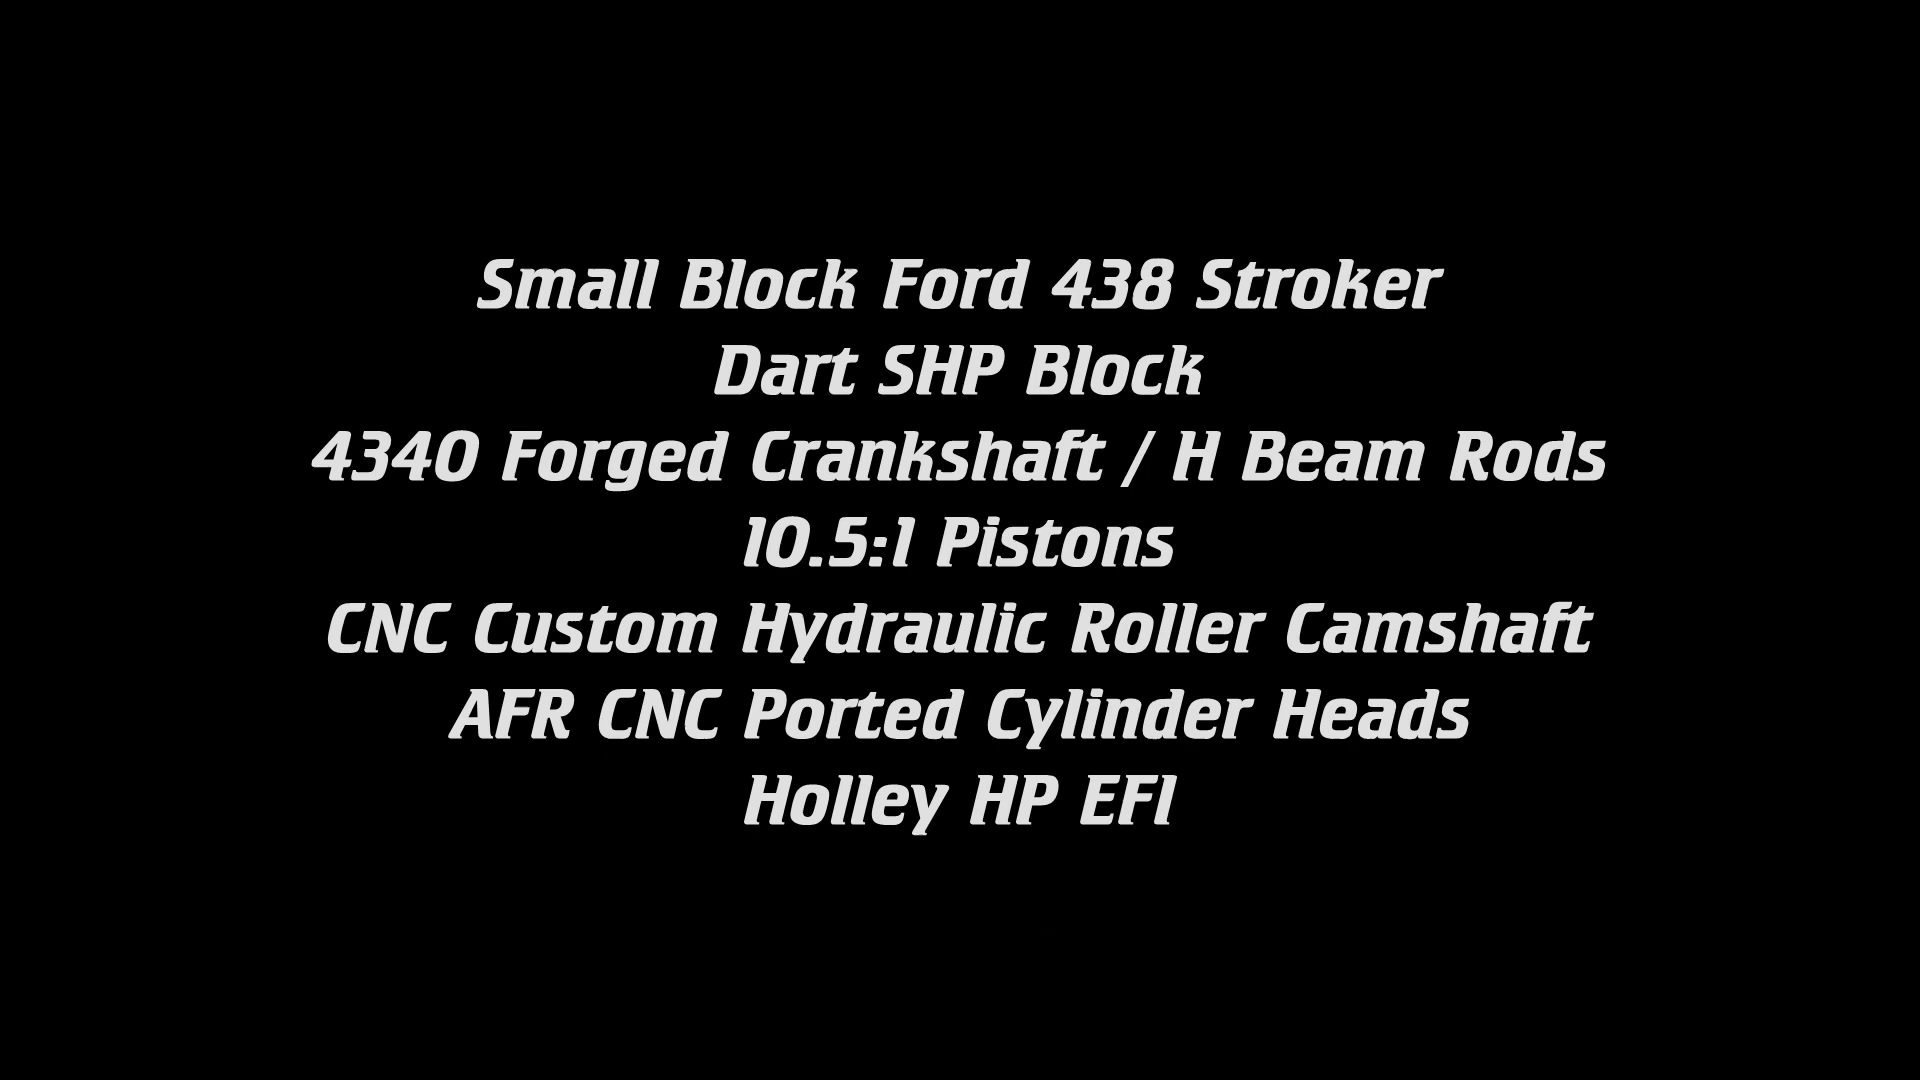 Small Block Ford 438 Stroker
Dart SHP Block
4340 Forged Crankshaft / H Beam Rods
10.5:1 Pistons
CNC Custom Hydraulic Roller Camshaft
AFR CNC Ported Cylinder Heads
Holley HP EFI